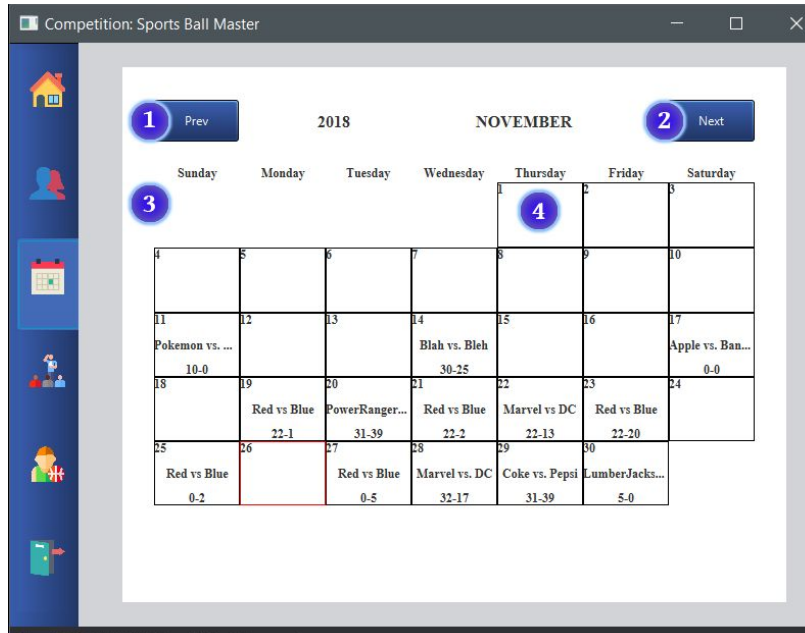 Competition: Sports Ball Master
1 Prev 2018 NOVEMBER 2 Next
Sunday Monday Tuesday Wednesday Thursday Friday Saturday
3
1 2 3
4
4 5 6 7 8 9 10
11 12 13 14 15 16 17
Pokemon vs. ... Blah vs. Bleh Apple vs. Ban...
10-0 30-25 0-0
18 19 20 21 22 23 24
Red vs Blue PowerRanger... Red vs Blue Marvel vs DC Red vs Blue
22-1 31-39 22-2 22-13 22-20
25 26 27 28 29 30
Red vs Blue Red vs Blue Marvel vs. DC Coke vs. Pepsi LumberJacks...
0-2 0-5 32-17 31-39 5-0